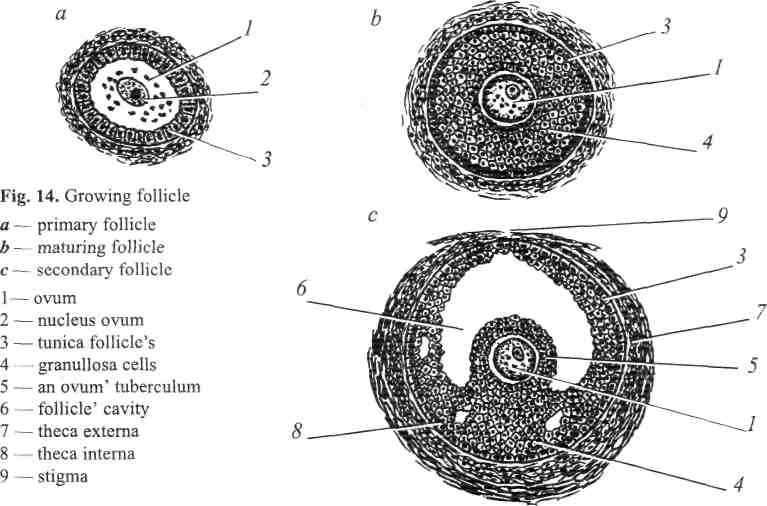 a
1
2
3
b
3
1
4
Fig. 14. Growing follicle
a — primary follicle
b — maturing follicle
c — secondary follicle
1 — ovum
2 — nucleus ovum
3 — tunica follicle's
4 — granullosa cells
5 — an ovum' tuberculum
6 — follicle' cavity
7 — theca externa
8 — theca interna
9 — stigma
c
9
3
6
7
5
1
8
4